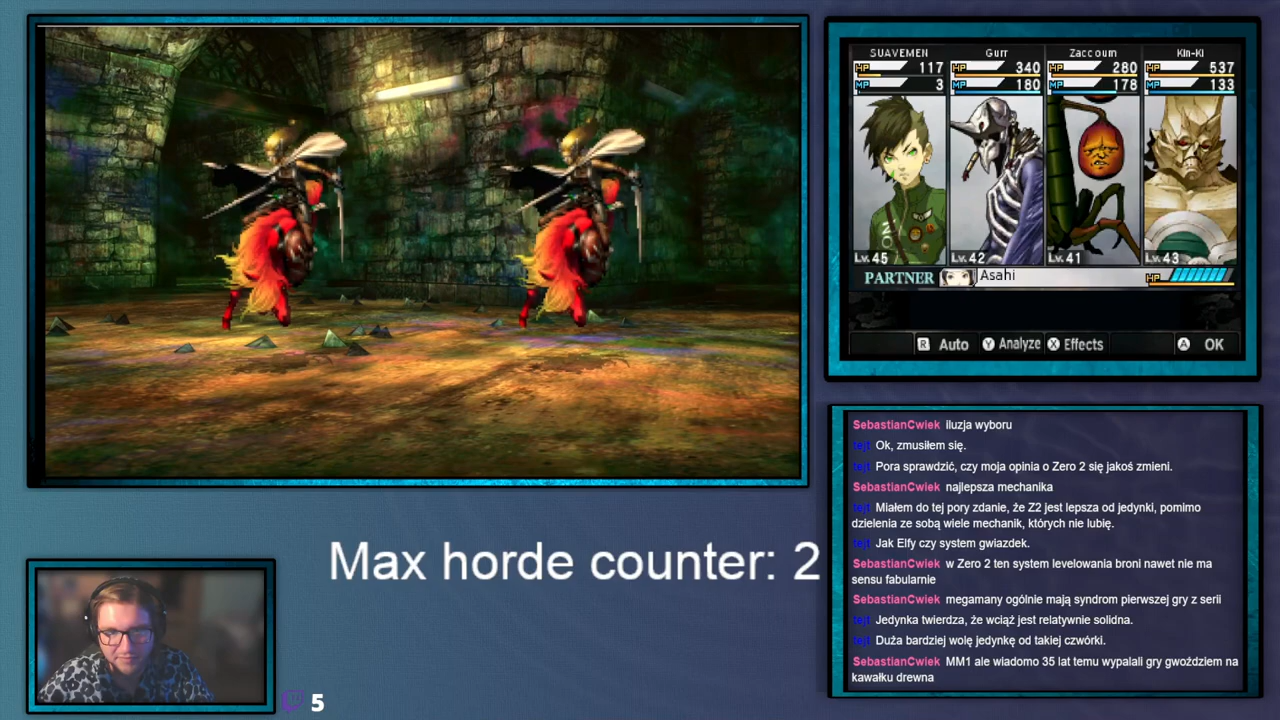 SUAVEMEN Gurr Zaccoum Kin-Ki
HP 117 HP 340 HP 280 HP 537
MP 3 MP 180 MP 178 MP 133
Lv.45 Lv.42 Lv.41 Lv.43
PARTNER Asahi HP
R Auto Y Analyze X Effects A OK
SebastianCwiek iluzja wyboru
tejt Ok, zmusiłem się.
tejt Pora sprawdzić, czy moja opinia o Zero 2 się jakoś zmieni.
SebastianCwiek najlepsza mechanika
tejt Miałem do tej pory zdanie, że Z2 jest lepsza od jedynki, pomimo
dzielenia ze sobą wiele mechanik, których nie lubię.
tejt Jak Elfy czy system gwiazdek.
SebastianCwiek w Zero 2 ten system levelowania broni nawet nie ma
sensu fabularnie
SebastianCwiek megamany ogólnie mają syndrom pierwszej gry z serii
tejt Jedynka twierdza, że wciąż jest relatywnie solidna.
tejt Duża bardziej wolę jedynkę od takiej czwórki.
SebastianCwiek MM1 ale wiadomo 35 lat temu wypalali gry gwoździem na
kawałku drewna
Max horde counter: 2
5